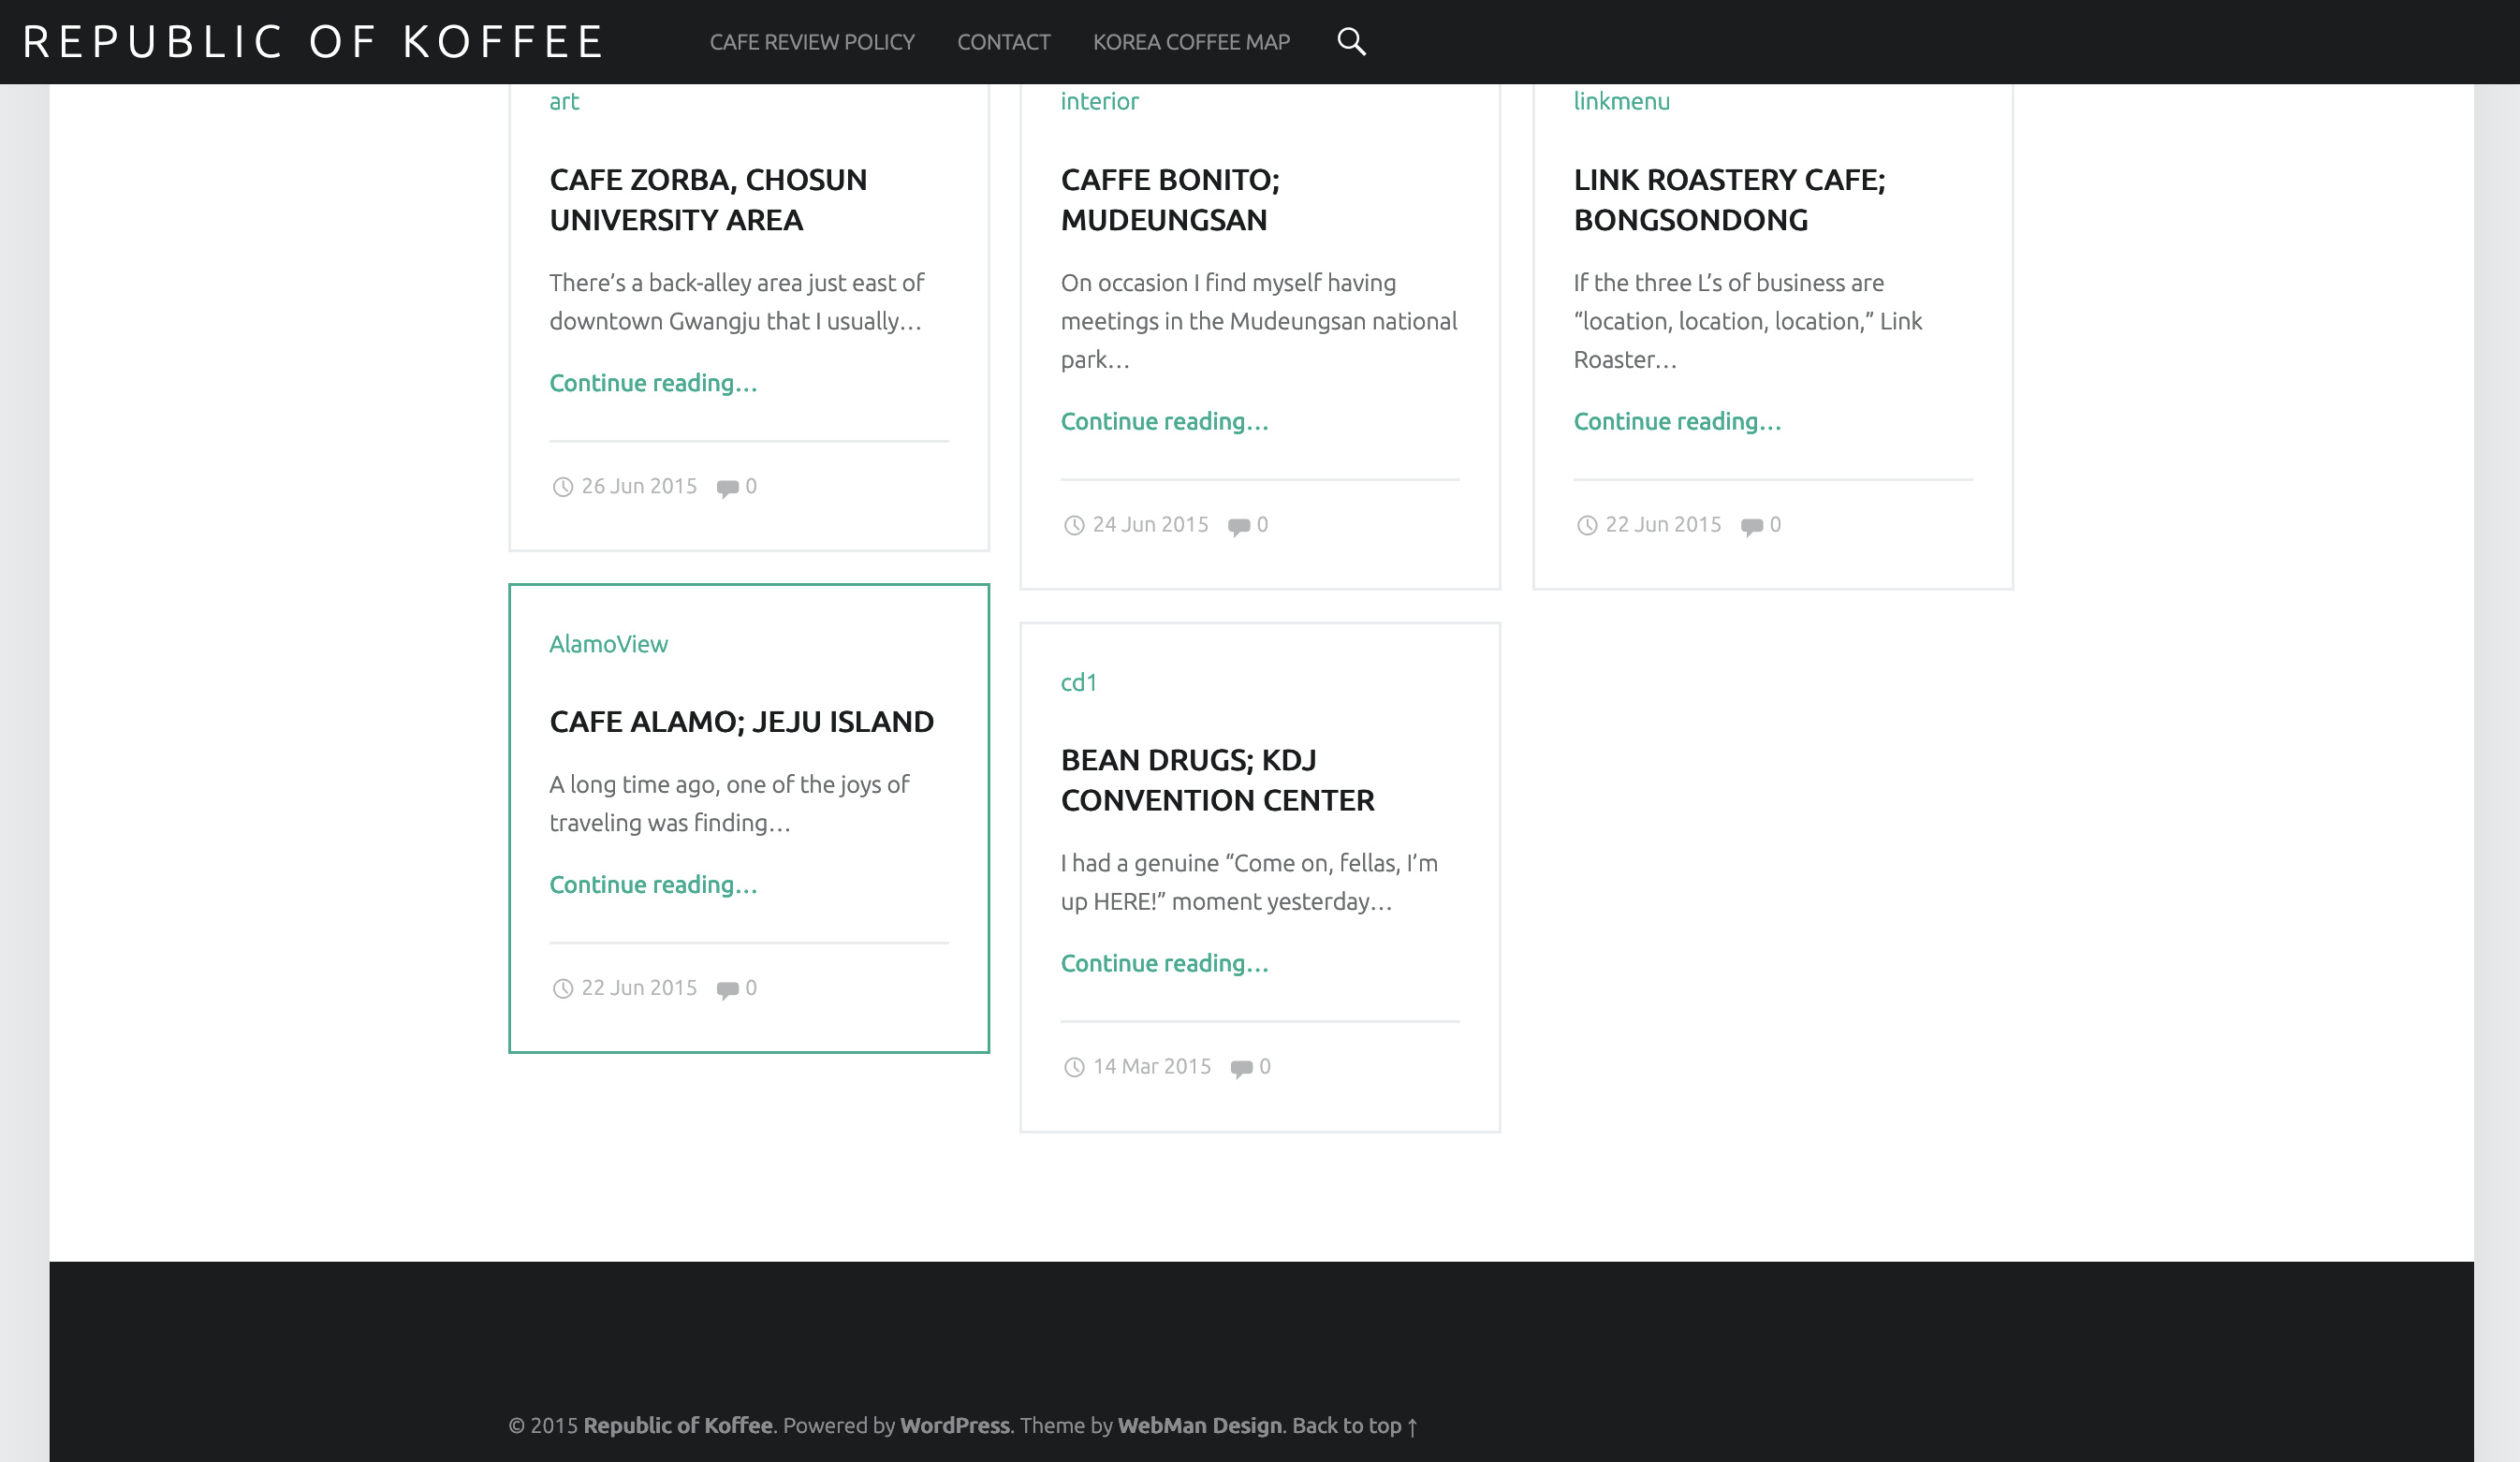 REPUBLIC OF KOFFEE
CAFE REVIEW POLICY
CONTACT
KOREA COFFEE MAP
art
CAFE ZORBA, CHOSUN
UNIVERSITY AREA
There’s a back-alley area just east of
downtown Gwangju that I usually…
Continue reading…
26 Jun 2015 0
interior
CAFFE BONITO;
MUDEUNGSAN
On occasion I find myself having
meetings in the Mudeungsan national
park…
Continue reading…
24 Jun 2015 0
linkmenu
LINK ROASTERY CAFE;
BONGSONDONG
If the three L’s of business are
“location, location, location,” Link
Roaster…
Continue reading…
22 Jun 2015 0
AlamoView
CAFE ALAMO; JEJU ISLAND
A long time ago, one of the joys of
traveling was finding…
Continue reading…
22 Jun 2015 0
cd1
BEAN DRUGS; KDJ
CONVENTION CENTER
I had a genuine “Come on, fellas, I’m
up HERE!” moment yesterday…
Continue reading…
14 Mar 2015 0
© 2015 Republic of Koffee. Powered by WordPress. Theme by WebMan Design. Back to top ↑